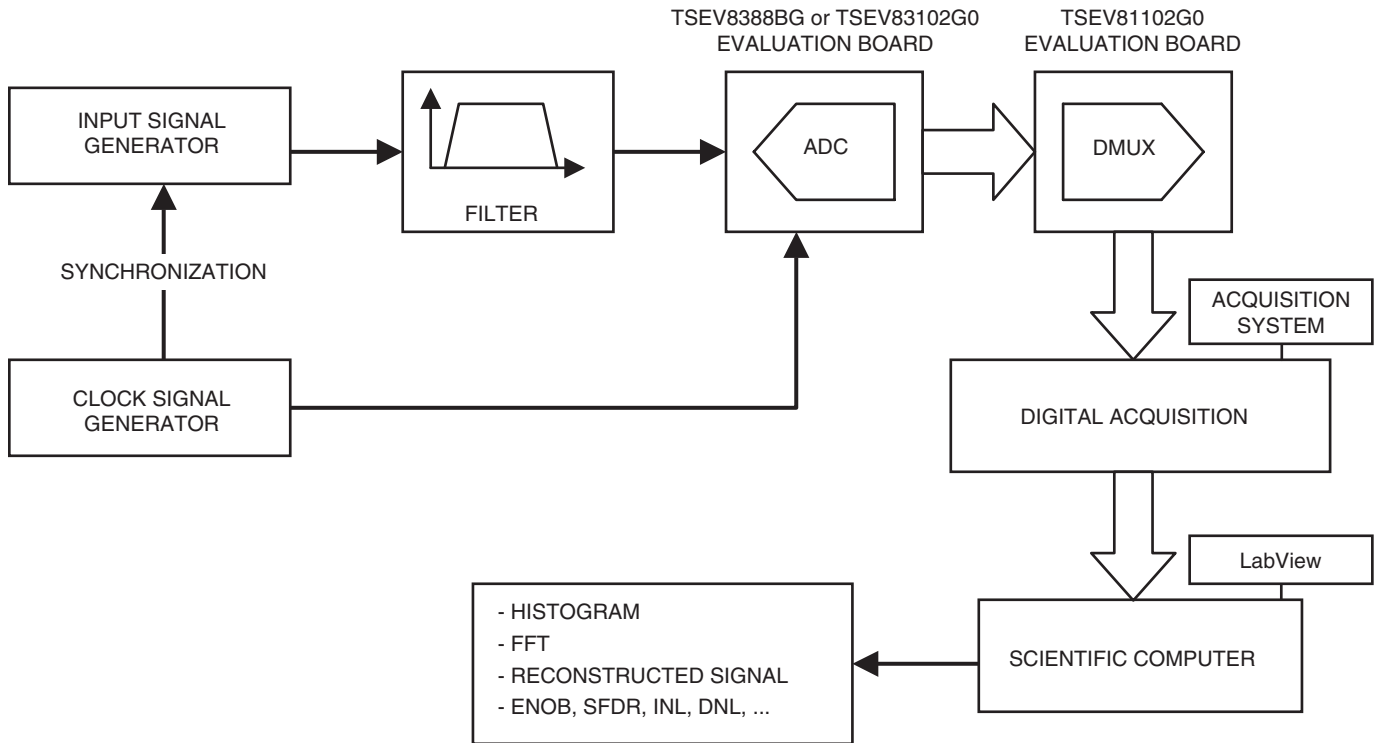 TSEV8388BG or TSEV83102G0
EVALUATION BOARD
TSEV81102G0
EVALUATION BOARD
INPUT SIGNAL
GENERATOR
FILTER
ADC
DMUX
SYNCHRONIZATION
CLOCK SIGNAL
GENERATOR
ACQUISITION
SYSTEM
DIGITAL ACQUISITION
LabView
SCIENTIFIC COMPUTER
- HISTOGRAM
- FFT
- RECONSTRUCTED SIGNAL
- ENOB, SFDR, INL, DNL, ...